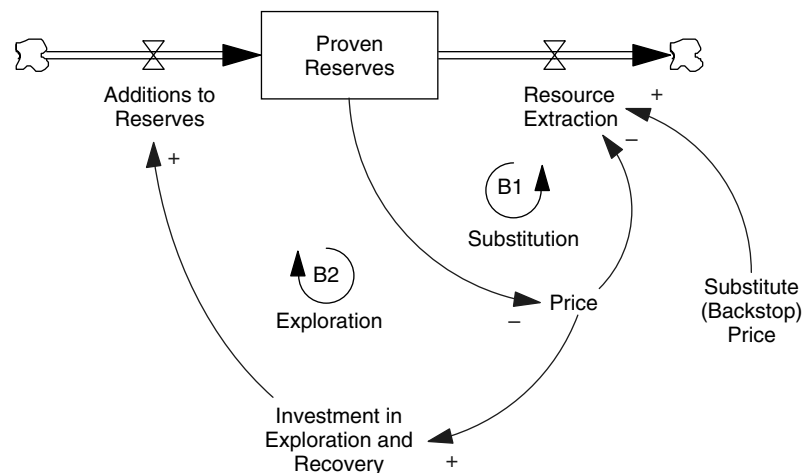 Proven
Reserves
Additions to
Reserves
Resource
Extraction
+
–
+
B1
Substitution
B2
Exploration
Substitute
(Backstop)
Price
Price
–
Investment in
Exploration and
Recovery
+